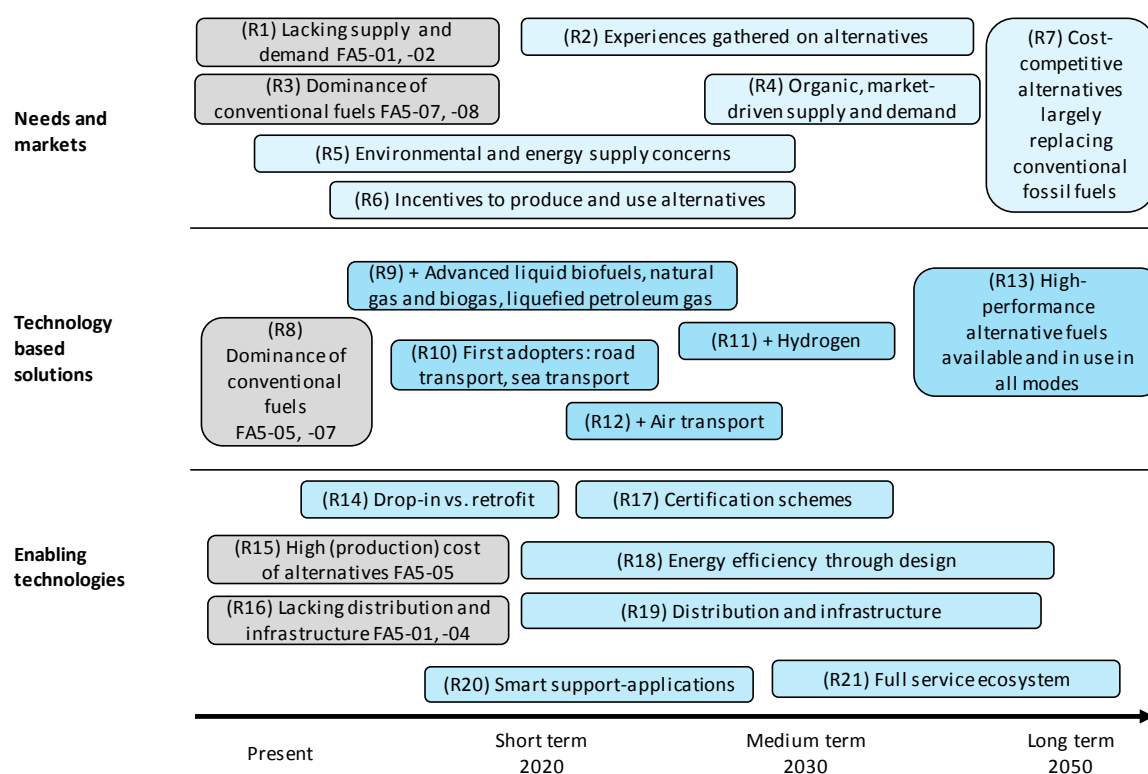 Needs and
markets
(R1) Lacking supply and
demand FA5-01, -02
(R2) Experiences gathered on alternatives
(R3) Dominance of
conventional fuels FA5-07, -08
(R4) Organic, market-
driven supply and demand
(R5) Environmental and energy supply concerns
(R6) Incentives to produce and use alternatives
(R7) Cost-
competitive
alternatives
largely
replacing
conventional
fossil fuels
Technology
based
solutions
(R8)
Dominance of
conventional
fuels
FA5-05, -07
(R9) + Advanced liquid biofuels, natural
gas and biogas, liquefied petroleum gas
(R10) First adopters: road
transport, sea transport
(R11) + Hydrogen
(R12) + Air transport
(R13) High-
performance
alternative fuels
available and in use in
all modes
Enabling
technologies
(R14) Drop-in vs. retrofit
(R17) Certification schemes
(R15) High (production) cost
of alternatives FA5-05
(R18) Energy efficiency through design
(R16) Lacking distribution and
infrastructure FA5-01, -04
(R19) Distribution and infrastructure
(R20) Smart support-applications
(R21) Full service ecosystem
Present
Short term
2020
Medium term
2030
Long term
2050